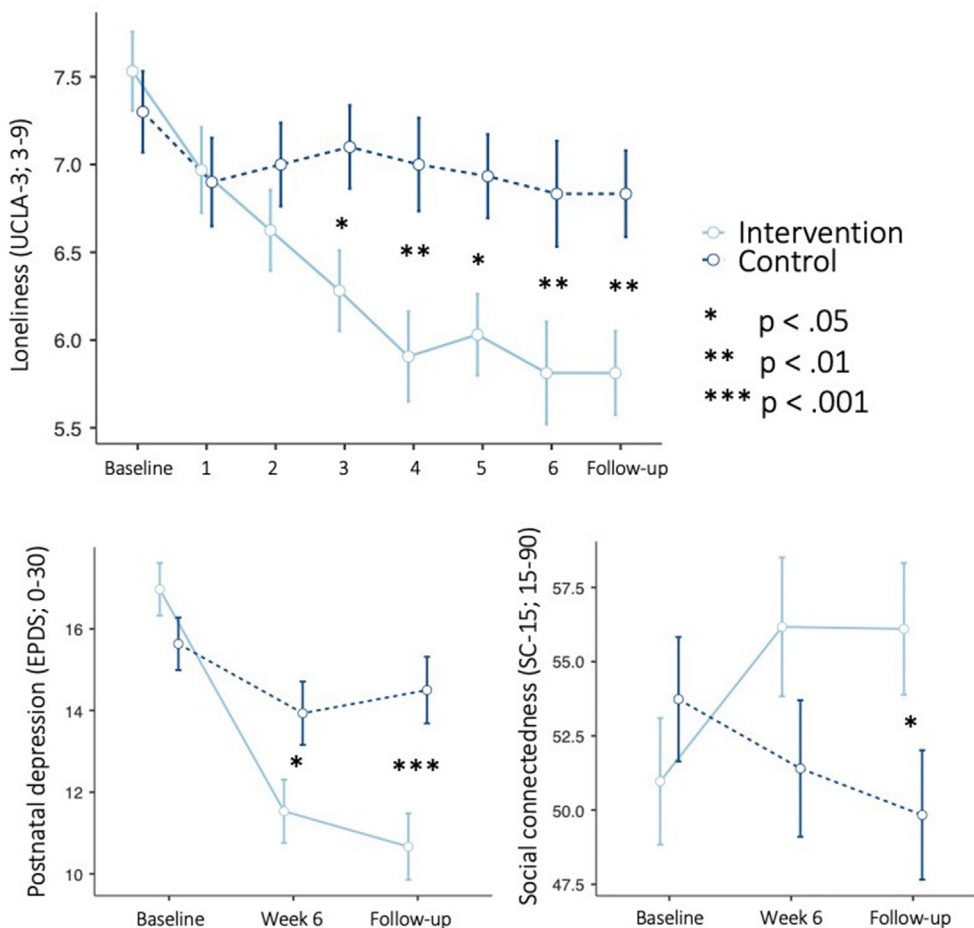 Loneliness (UCLA-3; 3-9)
7.5
7.0
6.5
6.0
5.5
*
**
*
**
**
Baseline 1 2 3 4 5 6 Follow-up
Intervention
Control
* p < .05
** p < .01
*** p < .001
Postnatal depression (EPDS; 0-30)
16
14
12
10
*
***
Baseline Week 6 Follow-up
Social connectedness (SC-15; 15-90)
57.5
55.0
52.5
50.0
47.5
*
Baseline Week 6 Follow-up